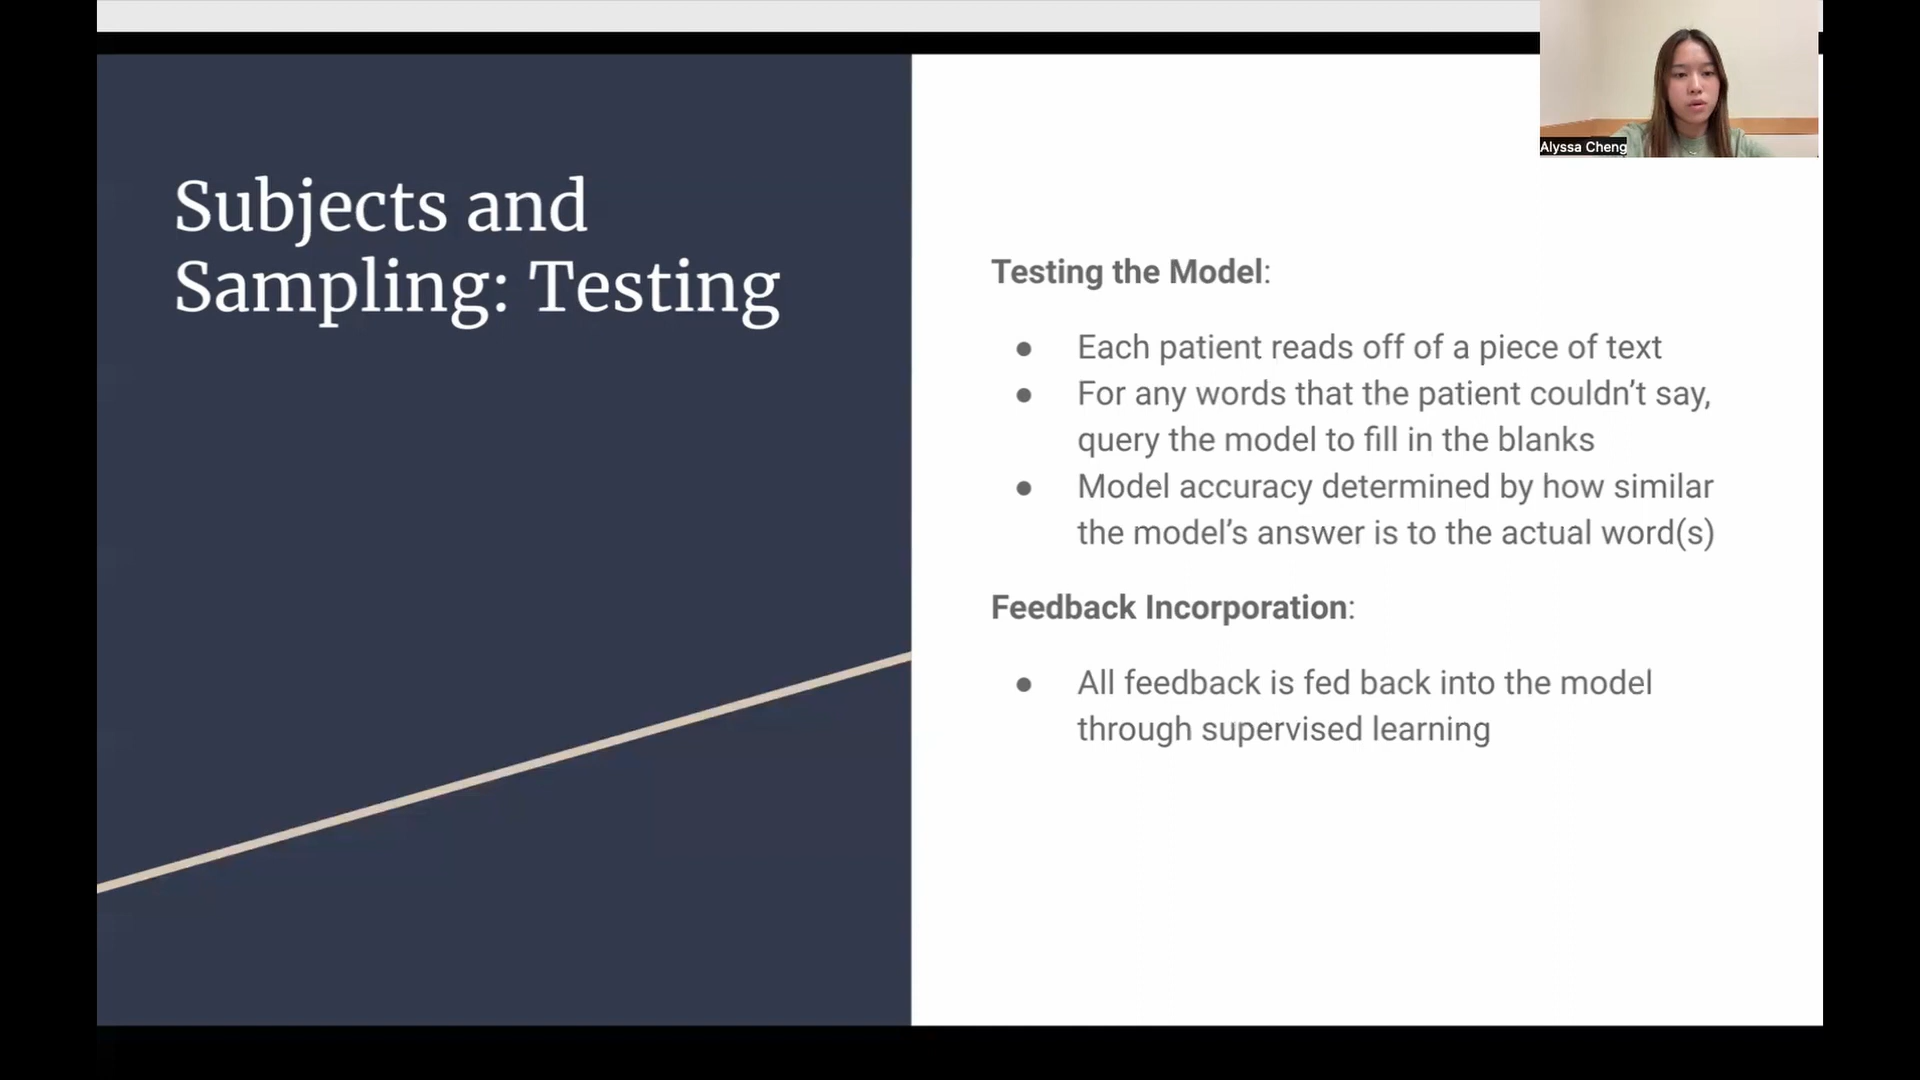 Subjects and
Sampling: Testing
Alyssa Cheng
Testing the Model:
● Each patient reads off of a piece of text
● For any words that the patient couldn’t say,
query the model to fill in the blanks
● Model accuracy determined by how similar
the model’s answer is to the actual word(s)
Feedback Incorporation:
● All feedback is fed back into the model
through supervised learning